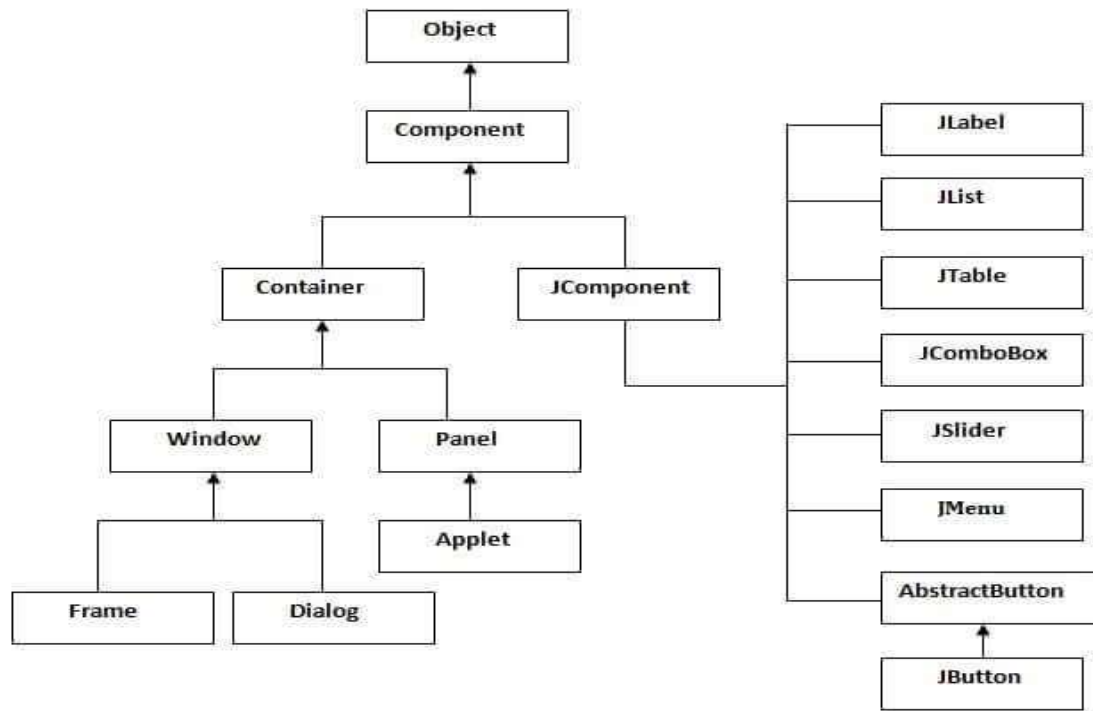 Object
Component
Container
JComponent
Window
Panel
Applet
Frame
Dialog
JLabel
JList
JTable
JComboBox
JSlider
JMenu
AbstractButton
JButton